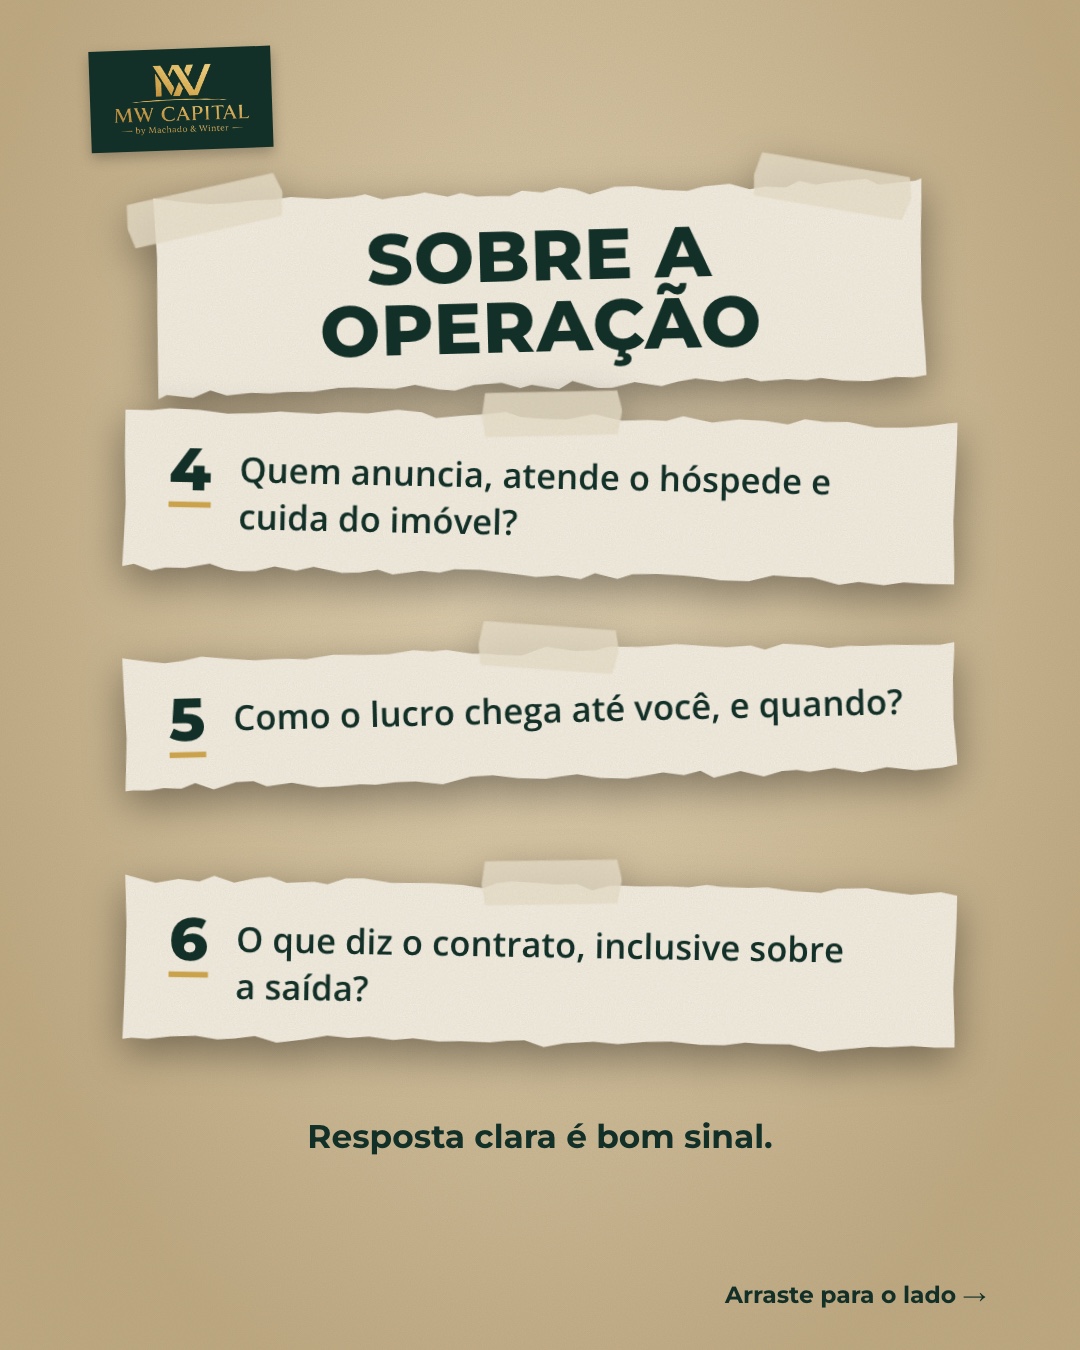 MW CAPITAL
by Machado & Winter
SOBRE A
OPERAÇÃO
4 Quem anuncia, atende o hóspede e
cuida do imóvel?
5 Como o lucro chega até você, e quando?
6 O que diz o contrato, inclusive sobre
a saída?
Resposta clara é bom sinal.
Arraste para o lado →